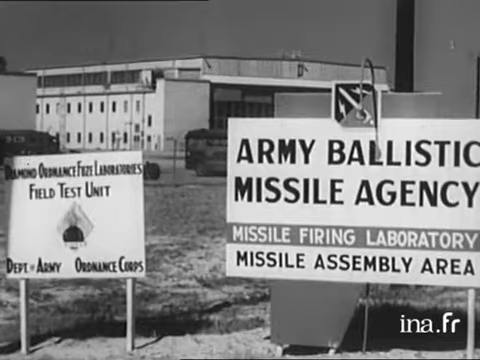 DIAMOND ORDNANCE FUZE LABORATORIES
FIELD TEST UNIT
DEPT. OF ARMY ORDNANCE CORPS
ARMY BALLISTIC
MISSILE AGENCY
MISSILE FIRING LABORATORY
MISSILE ASSEMBLY AREA
ina.fr